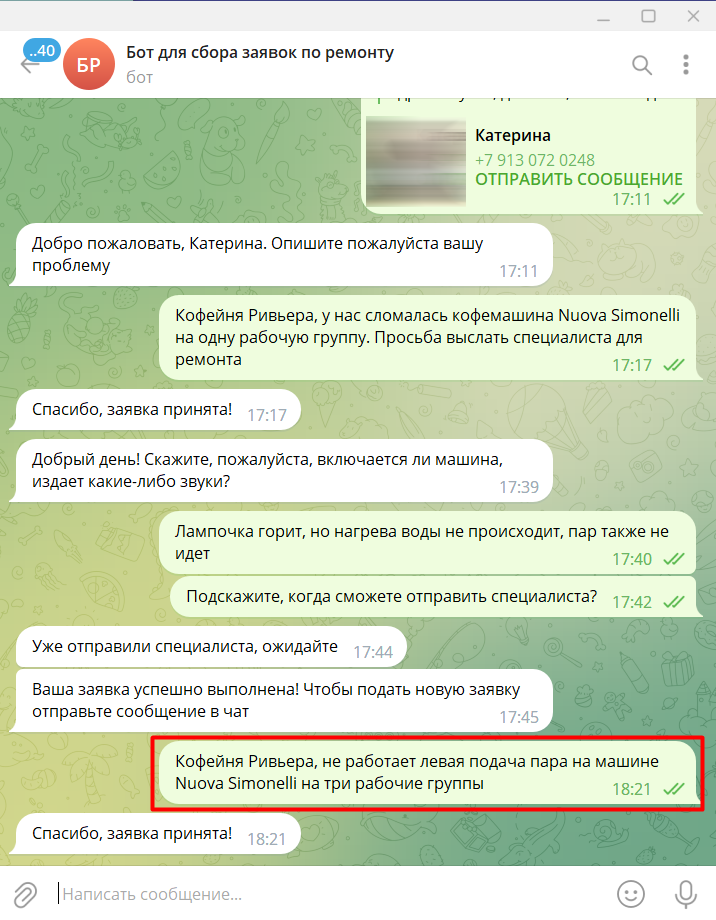 ..40
БР
Бот для сбора заявок по ремонту
бот
Катерина
+7 913 072 0248
ОТПРАВИТЬ СООБЩЕНИЕ
17:11
Добро пожаловать, Катерина. Опишите пожалуйста вашу
проблему
17:11
Кофейня Ривьера, у нас сломалась кофемашина Nuova Simonelli
на одну рабочую группу. Просьба выслать специалиста для
ремонта
17:17
Спасибо, заявка принята!
17:17
Добрый день! Скажите, пожалуйста, включается ли машина,
издает какие-либо звуки?
17:39
Лампочка горит, но нагрева воды не происходит, пар также не
идет
17:40
Подскажите, когда сможете отправить специалиста?
17:42
Уже отправили специалиста, ожидайте
17:44
Ваша заявка успешно выполнена! Чтобы подать новую заявку
отправьте сообщение в чат
17:45
Кофейня Ривьера, не работает левая подача пара на машине
Nuova Simonelli на три рабочие группы
18:21
Спасибо, заявка принята!
18:21
Написать сообщение...